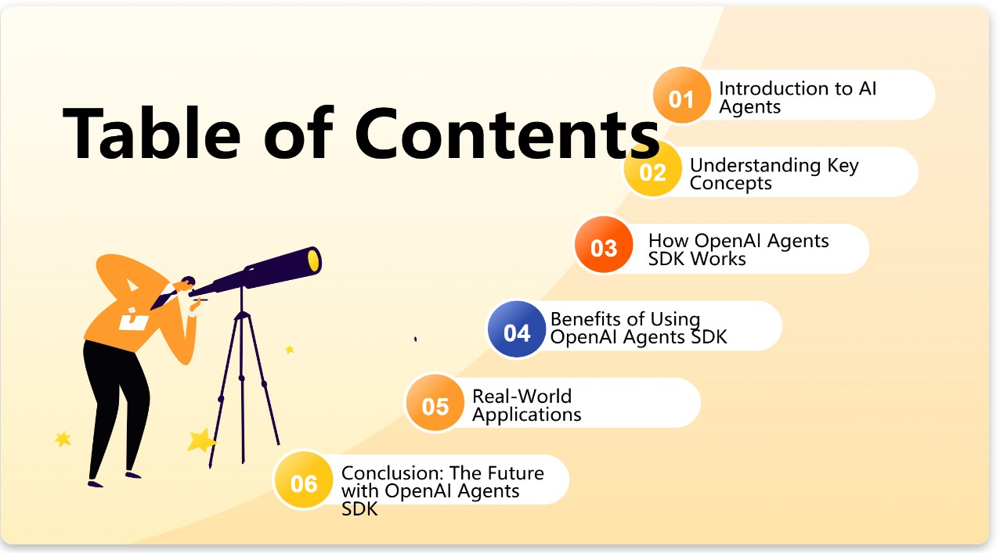 Table of Contents
01
Introduction to AI
Agents
02
Understanding Key
Concepts
03
How OpenAI Agents
SDK Works
04
Benefits of Using
OpenAI Agents SDK
05
Real-World
Applications
06
Conclusion: The Future
with OpenAI Agents
SDK